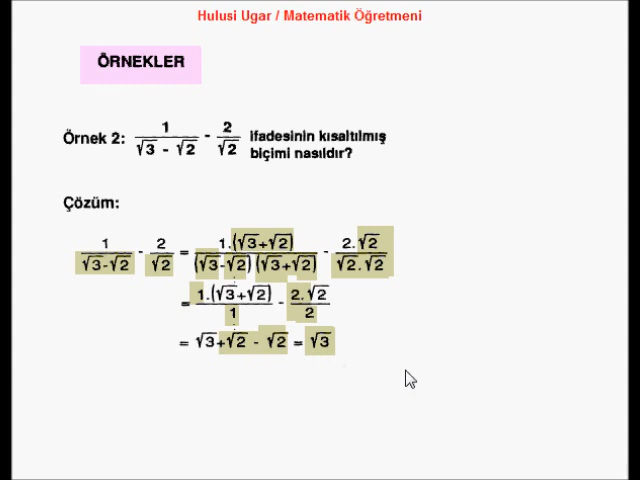 Hulusi Ugar / Matematik Öğretmeni
ÖRNEKLER
Örnek 2: 1/(√3 - √2) - 2/√2 ifadesinin kısaltılmış
biçimi nasıldır?
Çözüm:
1/(√3-√2) - 2/√2 = 1.(√3+√2)/(√3-√2)(√3+√2) - 2.√2/√2.√2
= 1.(√3+√2)/1 - 2.√2/2
= √3+√2 - √2 = √3